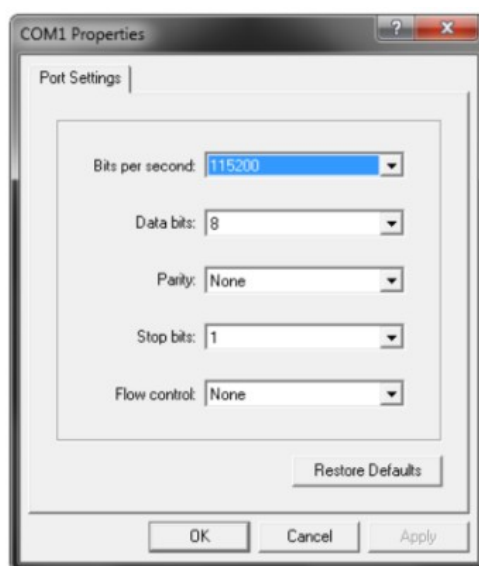 COM1 Properties
?
Port Settings
Bits per second: 115200
Data bits: 8
Parity: None
Stop bits: 1
Flow control: None
Restore Defaults
OK Cancel Apply